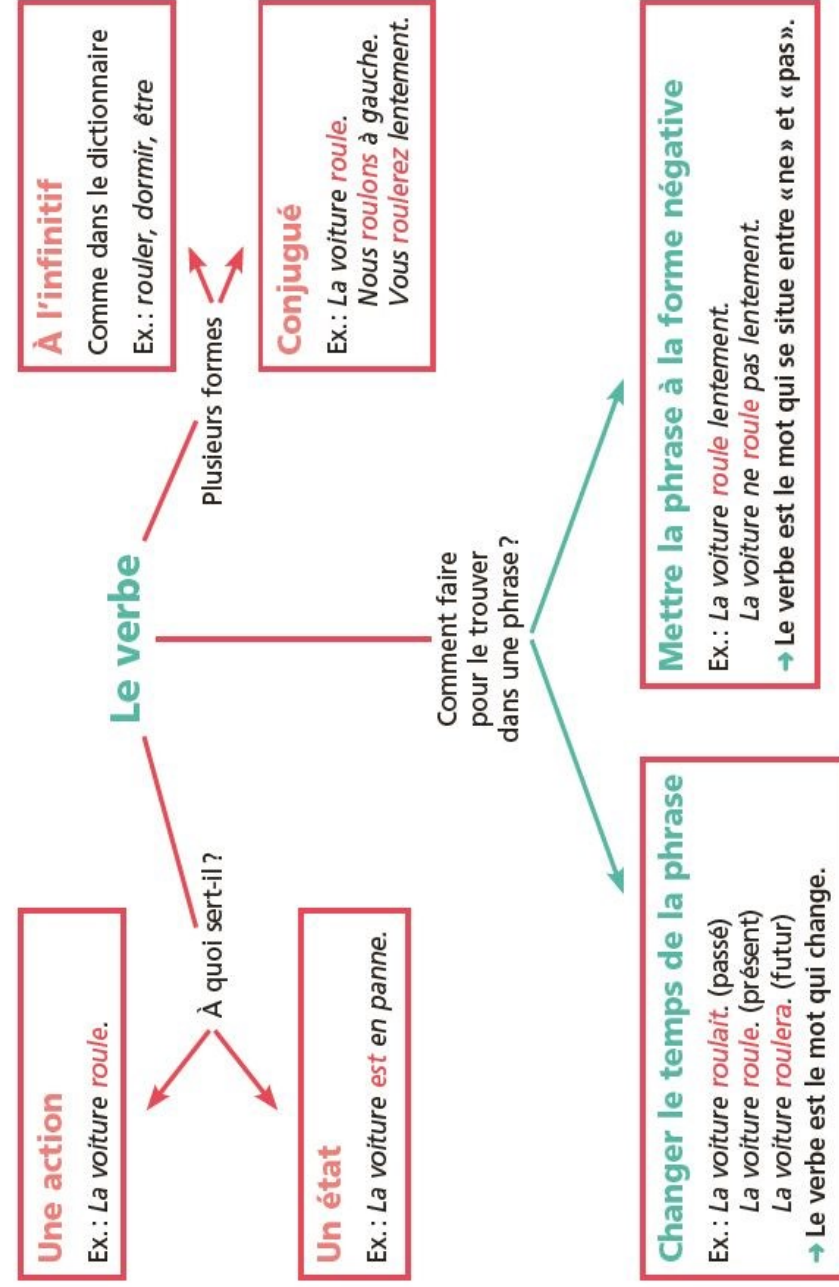 Le verbe
À quoi sert-il ?
Une action
Ex. : La voiture roule.
Un état
Ex. : La voiture est en panne.
Plusieurs formes
À l'infinitif
Comme dans le dictionnaire
Ex. : rouler, dormir, être
Conjugué
Ex. : La voiture roule.
Nous roulons à gauche.
Vous roulerez lentement.
Comment faire
pour le trouver
dans une phrase ?
Changer le temps de la phrase
Ex. : La voiture roulait. (passé)
La voiture roule. (présent)
La voiture roulera. (futur)
➔ Le verbe est le mot qui change.
Mettre la phrase à la forme négative
Ex. : La voiture roule lentement.
La voiture ne roule pas lentement.
➔ Le verbe est le mot qui se situe entre « ne » et « pas ».